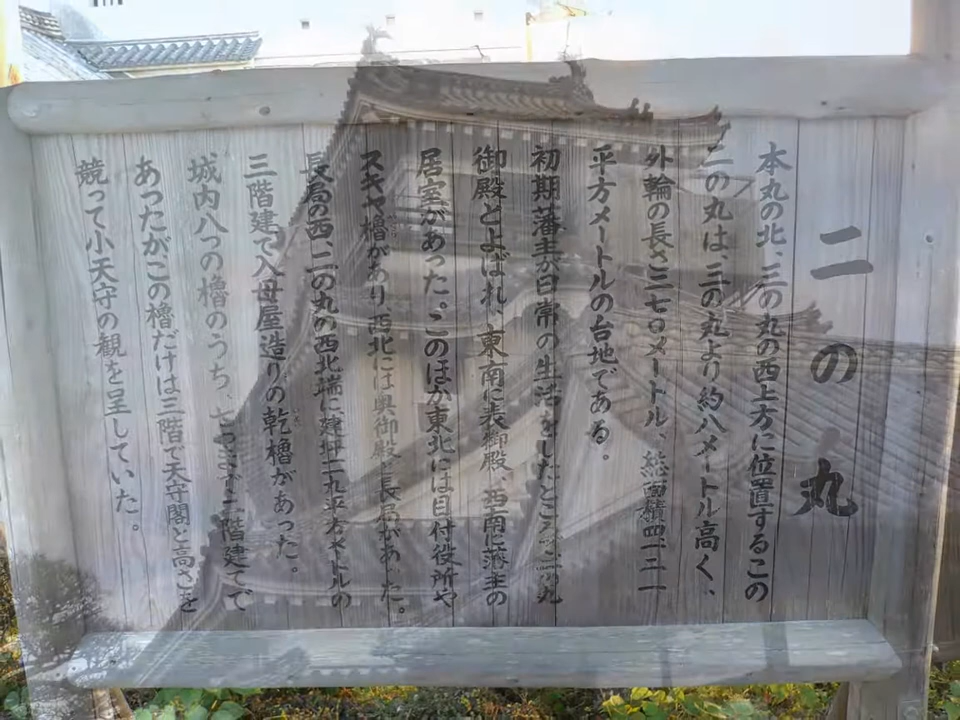 二の丸
本丸の北、三の丸の西上方に位置するこの
二の丸は、三の丸より約八メートル高く、
外輪の長さ三七〇メートル、総面積四、二二一
平方メートルの台地である。
初期藩主が日常の生活をしたところで二の丸
御殿とよばれ、東南に表御殿、西南に藩主の
居室があった。このほか東北には目付役所や
スキヤ櫓があり、西北には奥御殿と長局があった。
長局の西、二の丸の西北端に建坪二九平方メートルの
三階建で入母屋造りの乾櫓があった。
城内八つの櫓のうち、七つまで二階建で
あったが、この櫓だけは三階で天守閣と高さを
競って小天守の観を呈していた。